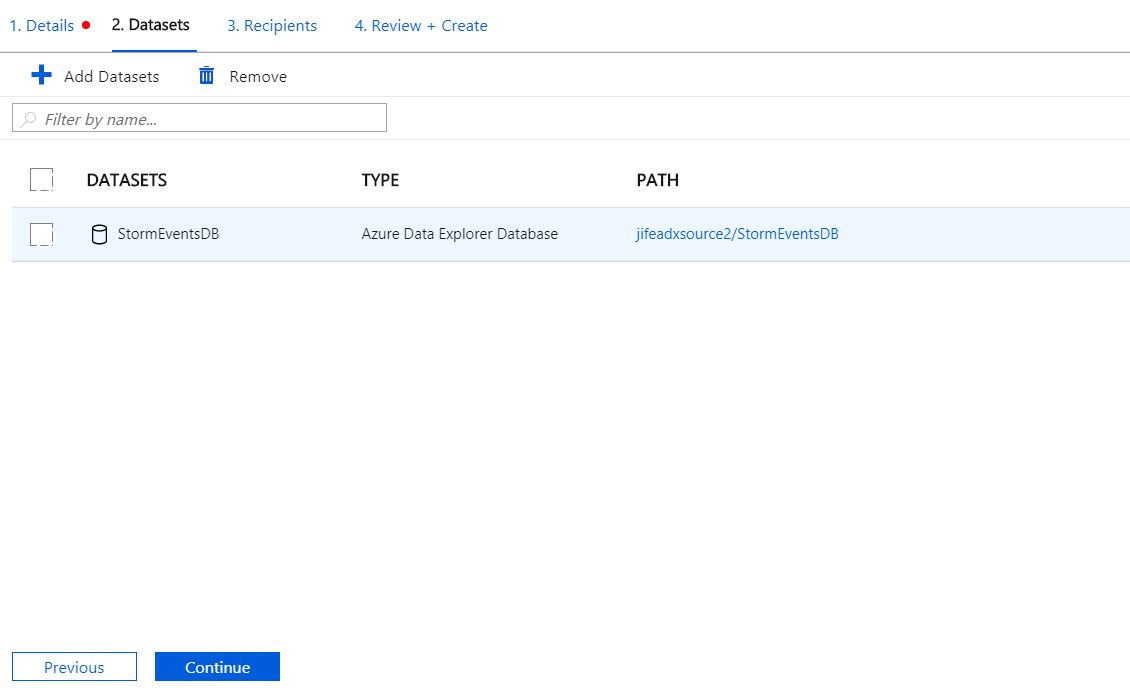 1. Details 2. Datasets 3. Recipients 4. Review + Create
Add Datasets Remove
Filter by name...
DATASETS TYPE PATH
StormEventsDB Azure Data Explorer Database jifeadxsource2/StormEventsDB
Previous Continue